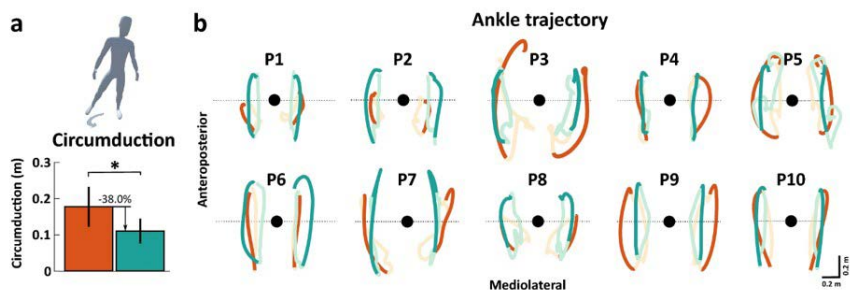 a
b
Ankle trajectory
P1
P2
P3
P4
P5
Circumduction
*
-38.0%
0.3
0.2
0.1
0
Circumduction (m)
Anteroposterior
P6
P7
P8
P9
P10
Mediolateral
0.2 m
0.2 m